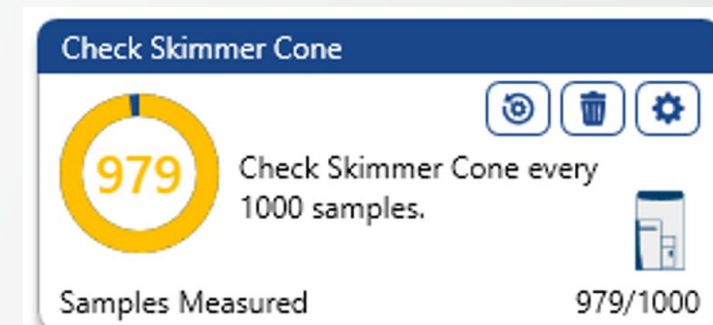 Check Skimmer Cone
979
Check Skimmer Cone every
1000 samples.
Samples Measured
979/1000